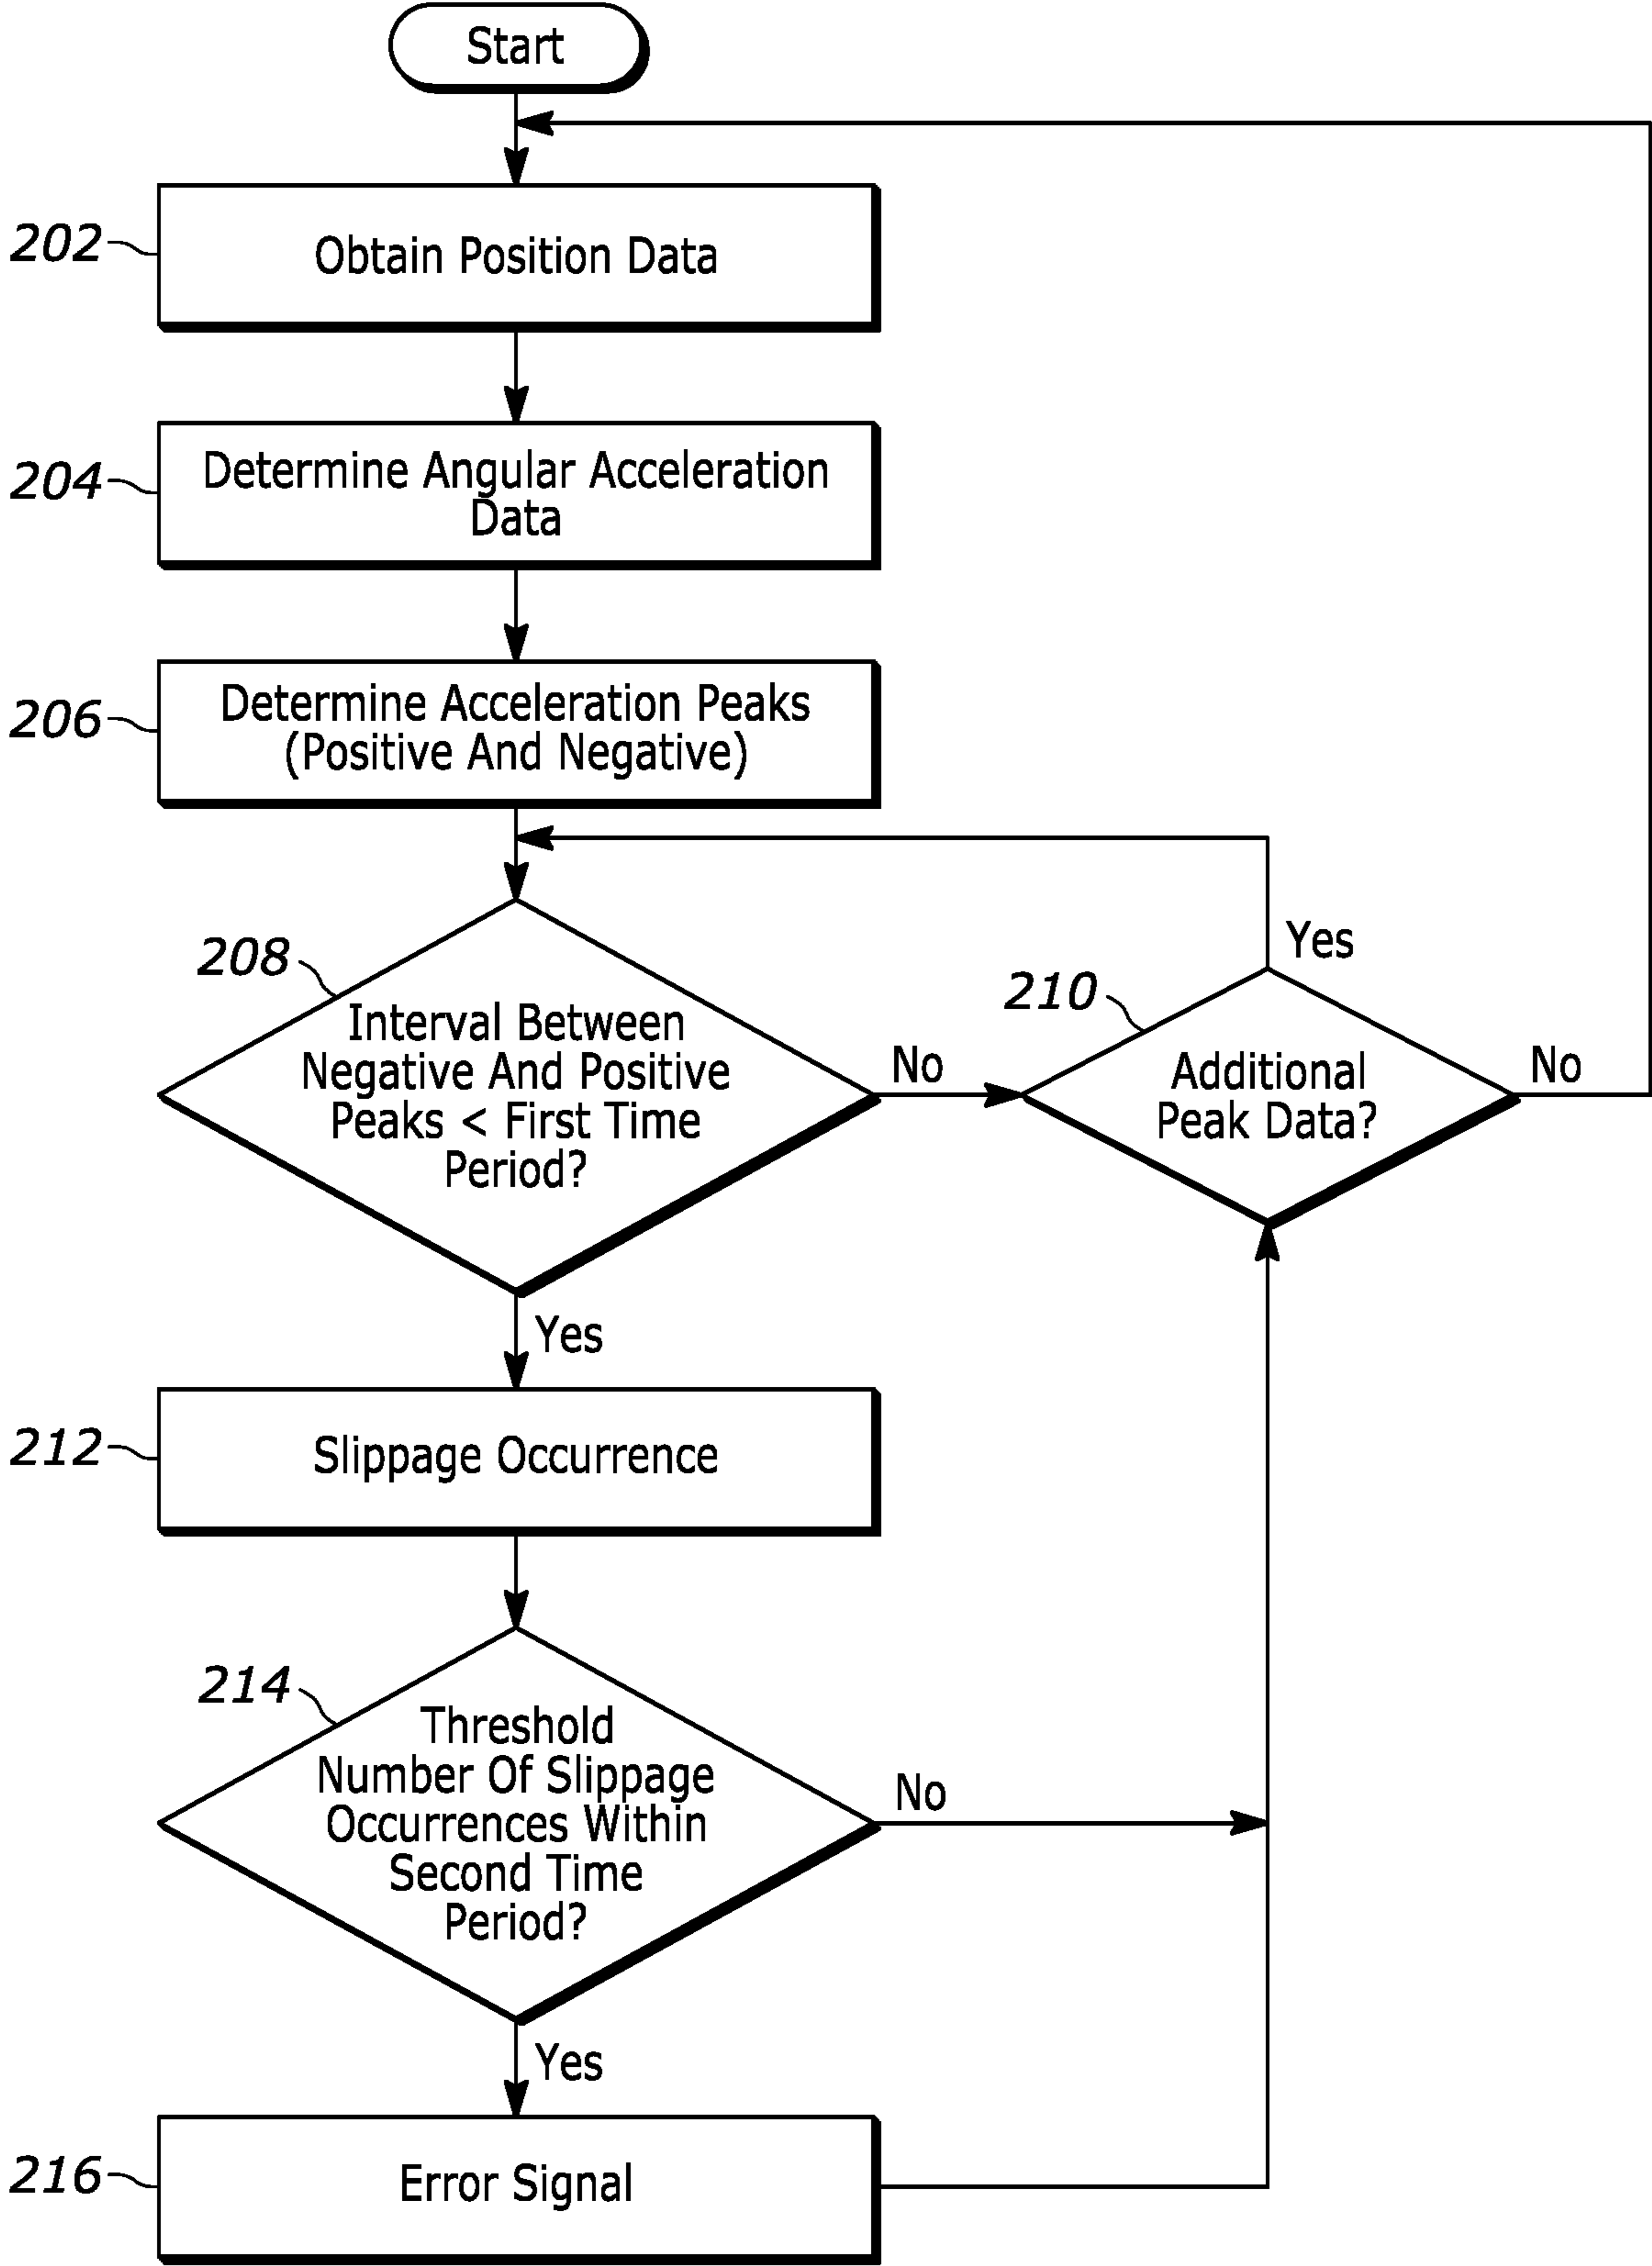 Start
202
Obtain Position Data
204
Determine Angular Acceleration
Data
206
Determine Acceleration Peaks
(Positive And Negative)
208
Interval Between
Negative And Positive
Peaks < First Time
Period?
No
Yes
210
Additional
Peak Data?
Yes
No
212
Slippage Occurrence
214
Threshold
Number Of Slippage
Occurrences Within
Second Time
Period?
No
Yes
216
Error Signal